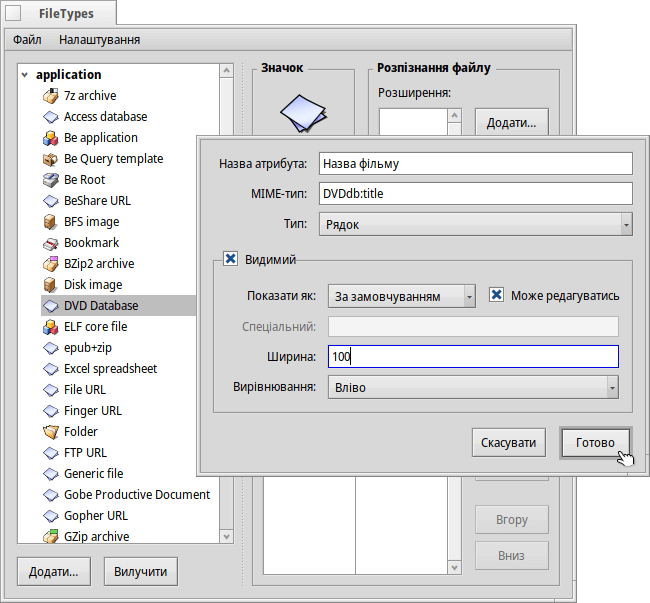 FileTypes
Файл Налаштування
application
7z archive
Access database
Be application
Be Query template
Be Root
BeShare URL
BFS image
Bookmark
BZip2 archive
Disk image
DVD Database
ELF core file
epub+zip
Excel spreadsheet
File URL
Finger URL
Folder
FTP URL
Generic file
Gobe Productive Document
Gopher URL
GZip archive
Додати...
Вилучити
Значок
Розпізнання файлу
Розширення:
Додати...
Назва атрибута: Назва фільму
MIME-тип: DVDdb:title
Тип: Рядок
Видимий
Показати як: За замовчуванням Може редагуватись
Спеціальний:
Ширина: 100
Вирівнювання: Вліво
Скасувати Готово
Вгору
Вниз